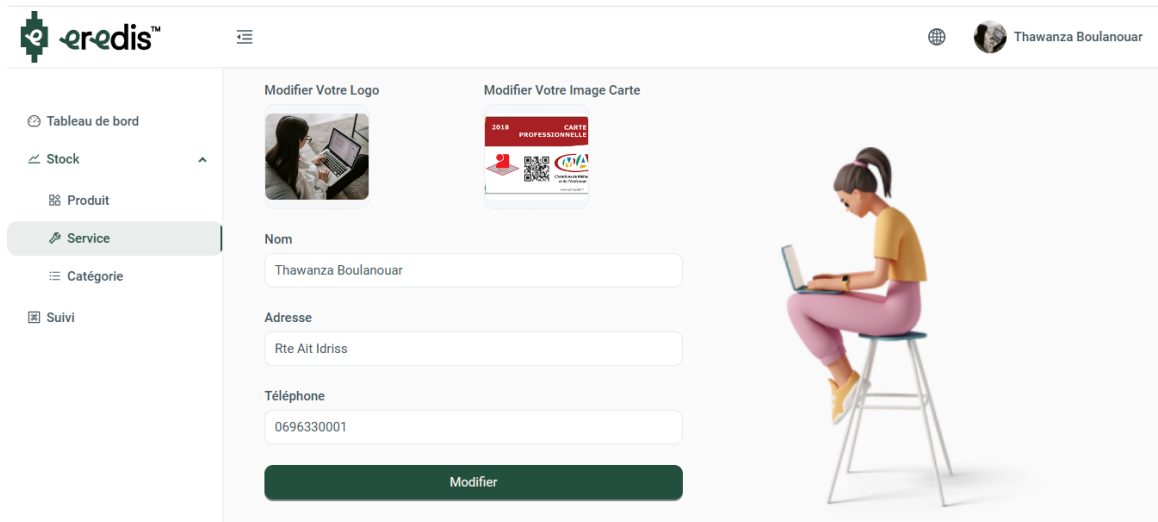 eredis™
Thawanza Boulanouar
Tableau de bord
Stock
Produit
Service
Catégorie
Suivi
Modifier Votre Logo
Modifier Votre Image Carte
2018 CARTE
PROFESSIONNELLE
Nom
Thawanza Boulanouar
Adresse
Rte Ait Idriss
Téléphone
0696330001
Modifier